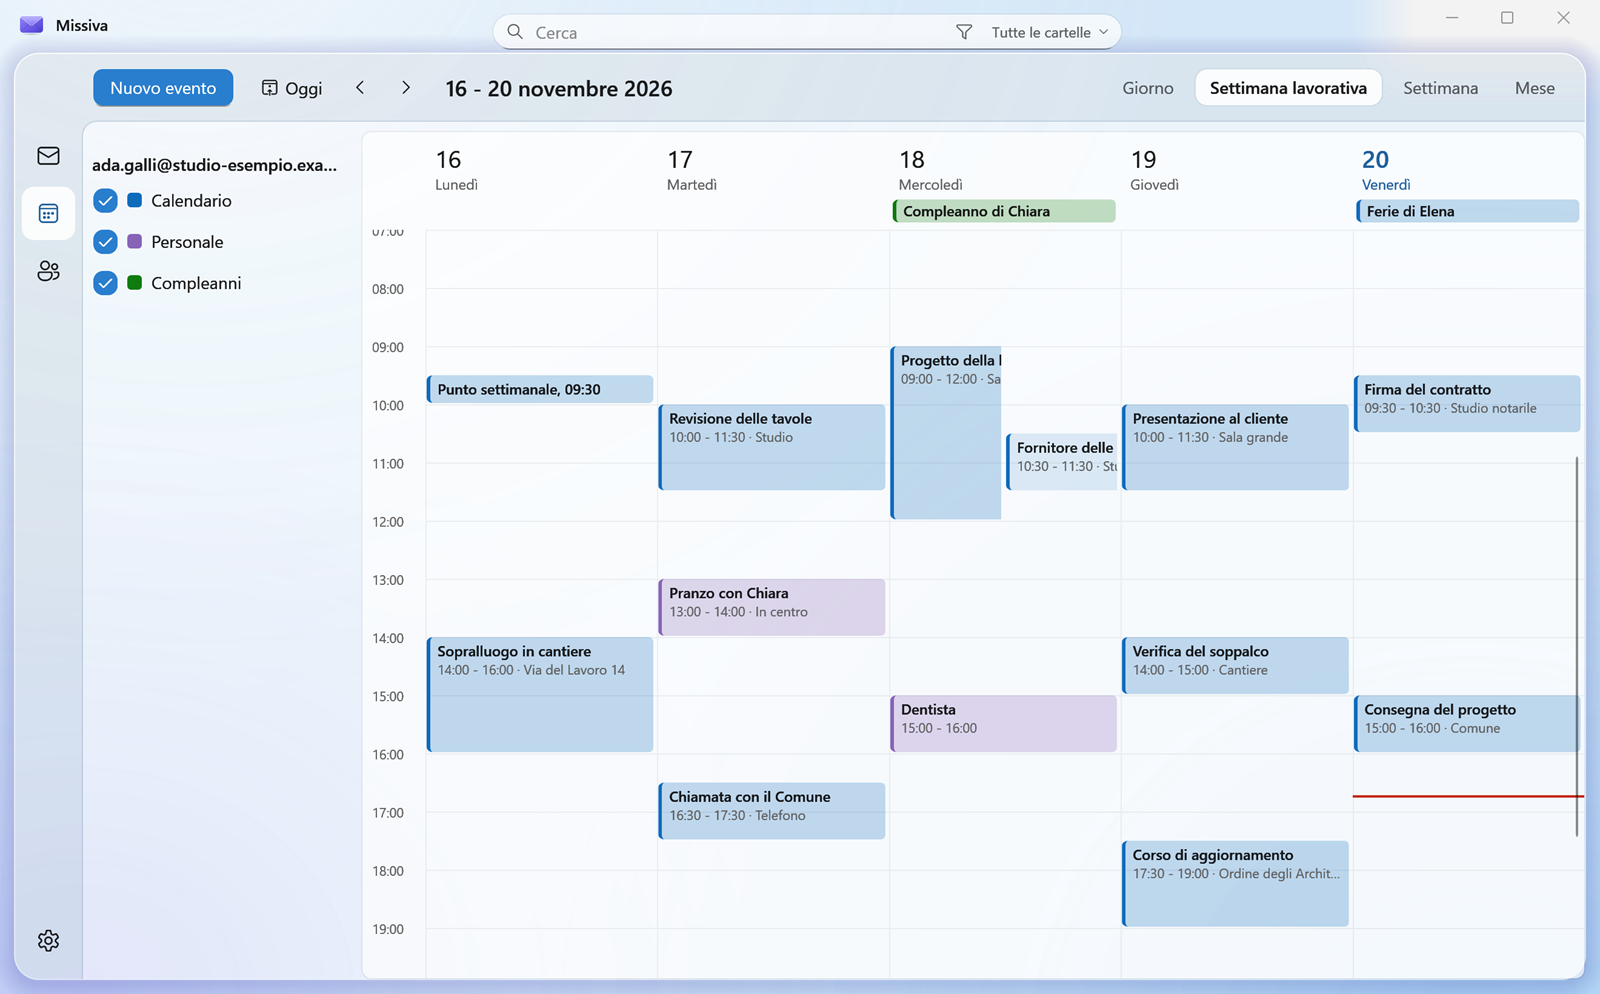 Missiva
Cerca
Tutte le cartelle
Nuovo evento
Oggi
16 - 20 novembre 2026
Giorno
Settimana lavorativa
Settimana
Mese
ada.galli@studio-esempio.exa...
Calendario
Personale
Compleanni
16
Lunedì
17
Martedì
18
Mercoledì
19
Giovedì
20
Venerdì
Compleanno di Chiara
Ferie di Elena
07:00
08:00
09:00
10:00
11:00
12:00
13:00
14:00
15:00
16:00
17:00
18:00
19:00
Punto settimanale, 09:30
Sopralluogo in cantiere
14:00 - 16:00 · Via del Lavoro 14
Revisione delle tavole
10:00 - 11:30 · Studio
Pranzo con Chiara
13:00 - 14:00 · In centro
Chiamata con il Comune
16:30 - 17:30 · Telefono
Progetto della
09:00 - 12:00 · Sa
Fornitore delle
10:30 - 11:30 ·
Dentista
15:00 - 16:00
Presentazione al cliente
10:00 - 11:30 · Sala grande
Verifica del soppalco
14:00 - 15:00 · Cantiere
Corso di aggiornamento
17:30 - 19:00 · Ordine degli Archit...
Firma del contratto
09:30 - 10:30 · Studio notarile
Consegna del progetto
15:00 - 16:00 · Comune